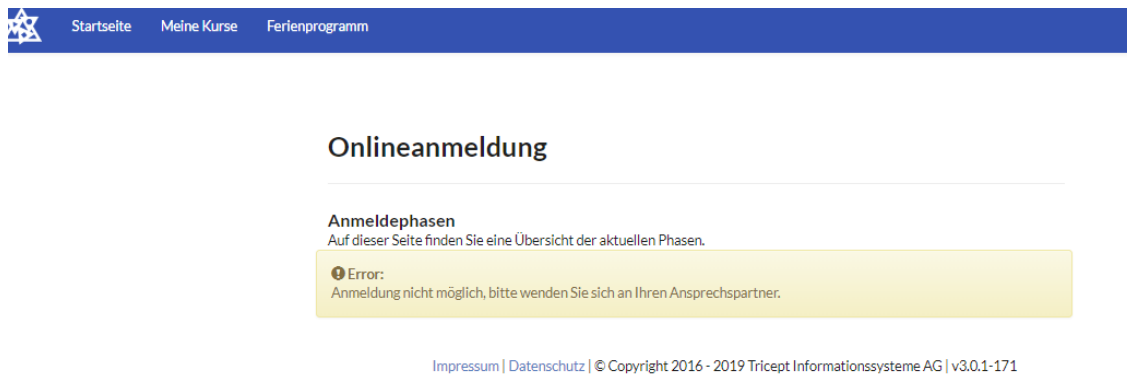 Startseite Meine Kurse Ferienprogramm
Onlineanmeldung
Anmeldephasen
Auf dieser Seite finden Sie eine Übersicht der aktuellen Phasen.
Error:
Anmeldung nicht möglich, bitte wenden Sie sich an Ihren Ansprechspartner.
Impressum | Datenschutz | © Copyright 2016 - 2019 Tricept Informationssysteme AG | v3.0.1-171